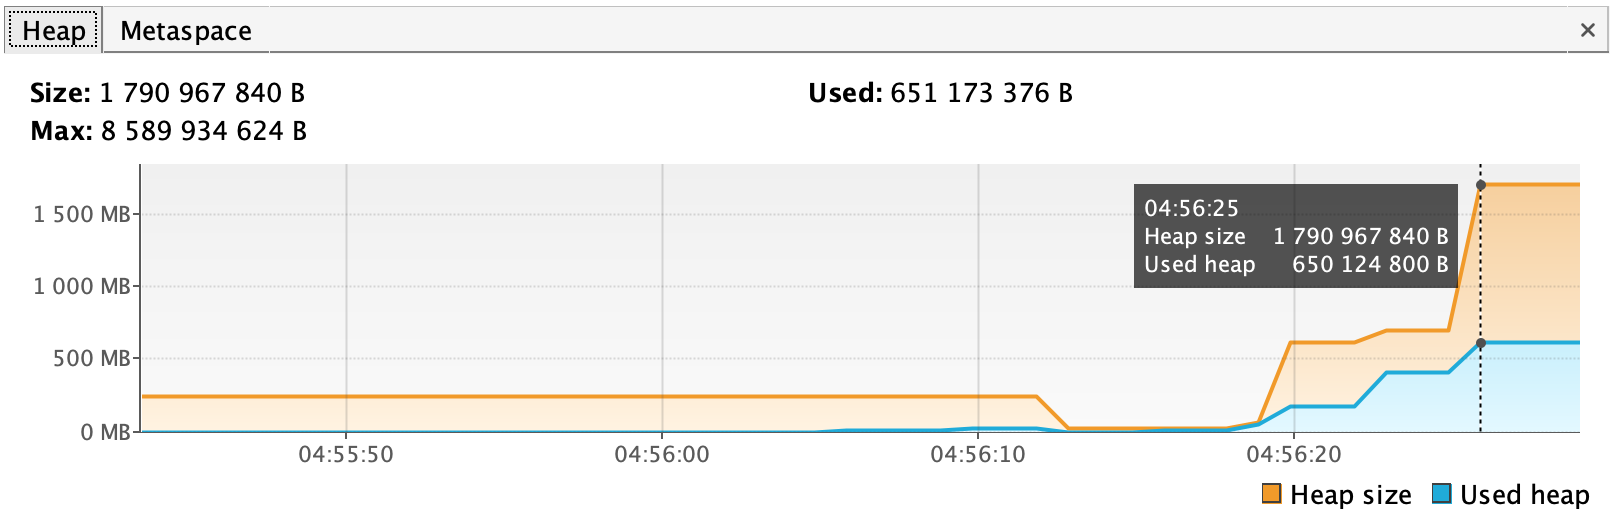 Heap Metaspace ×
Size: 1 790 967 840 B Used: 651 173 376 B
Max: 8 589 934 624 B
1 500 MB
1 000 MB
500 MB
0 MB
04:56:25
Heap size 1 790 967 840 B
Used heap 650 124 800 B
04:55:50 04:56:00 04:56:10 04:56:20
Heap size Used heap